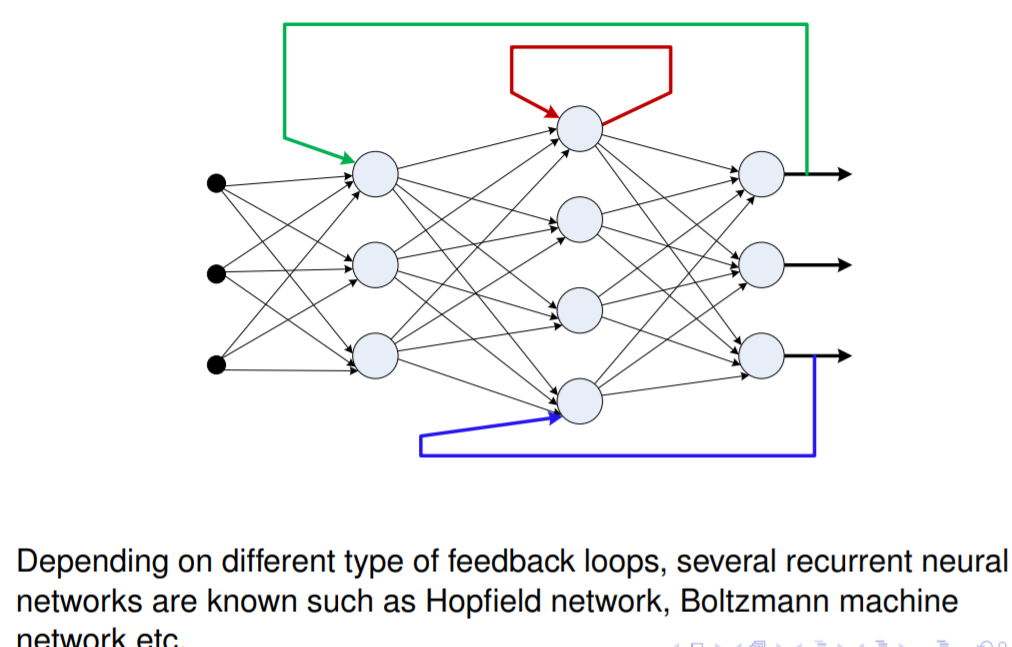 Depending on different type of feedback loops, several recurrent neural
networks are known such as Hopfield network, Boltzmann machine
network etc.